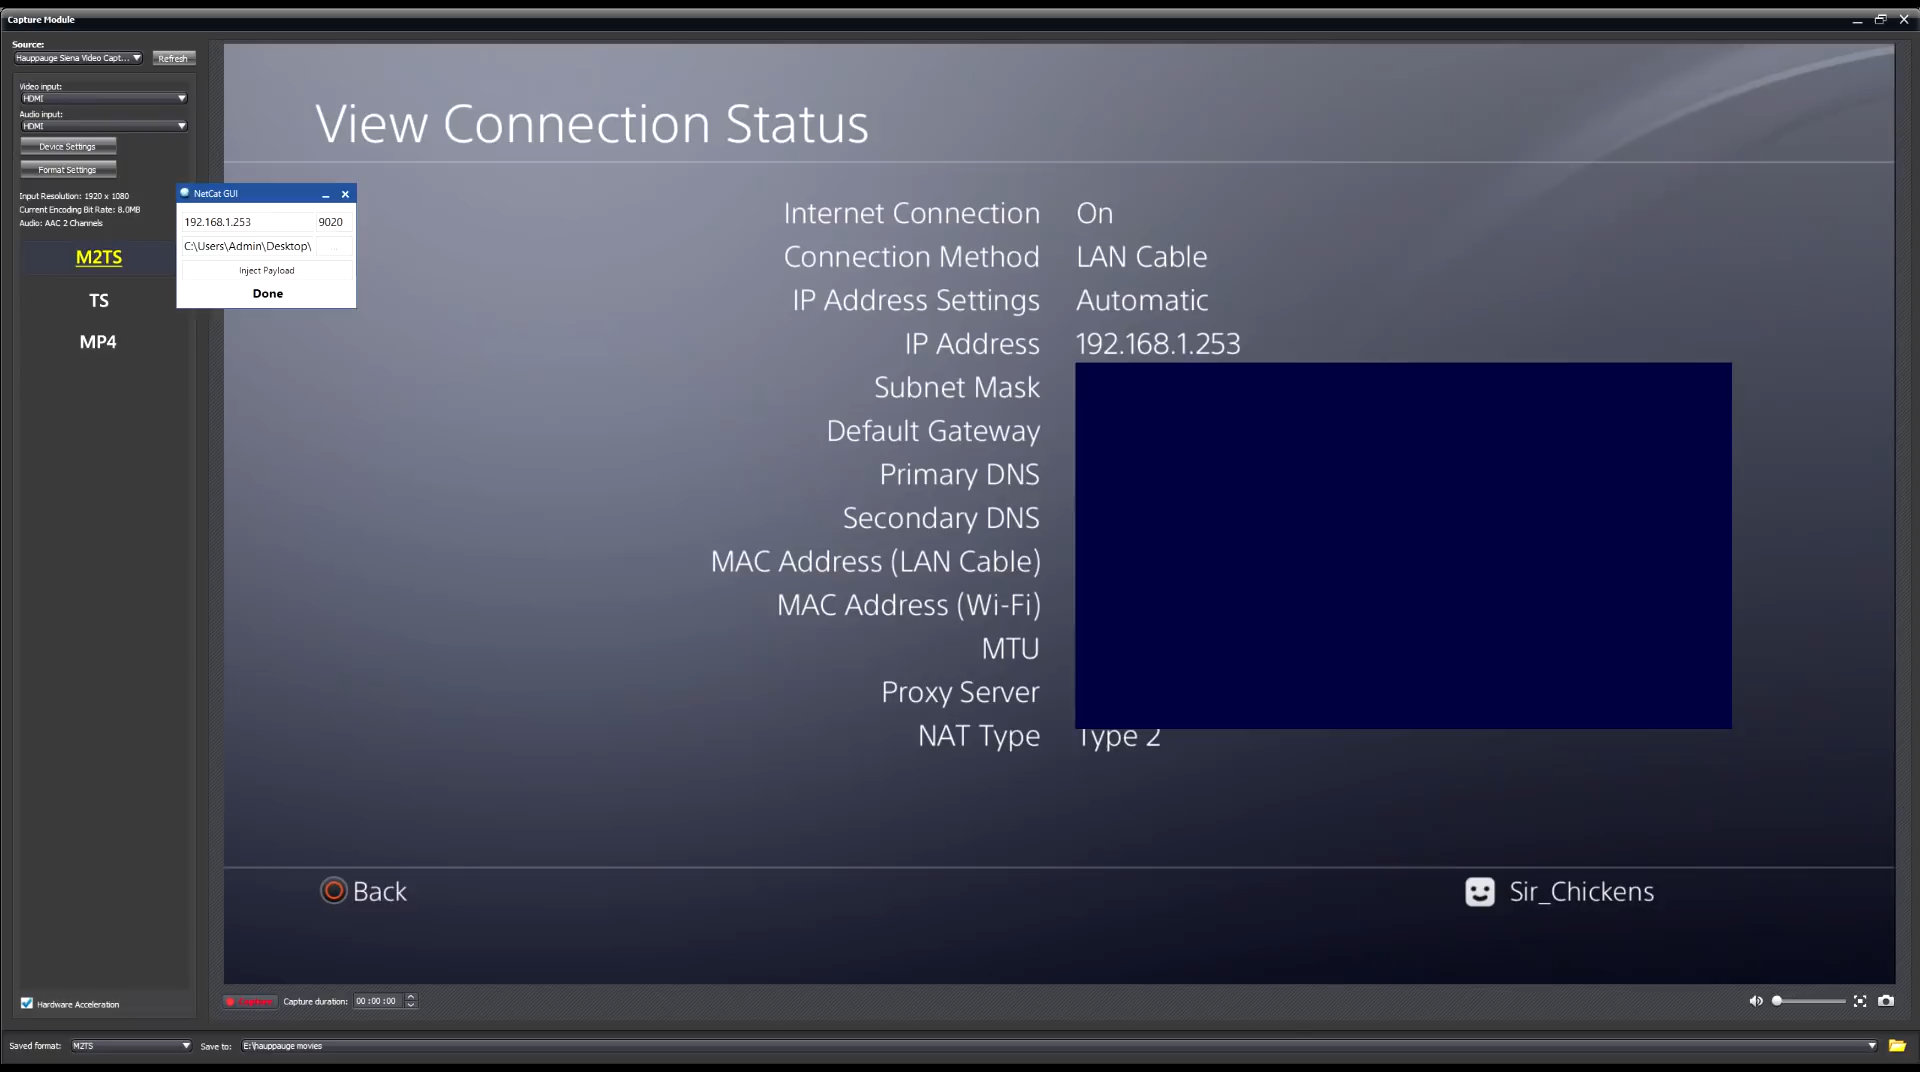 Capture Module
Source:
Hauppauge Siena Video Capt...
Refresh
Video input:
HDMI
Audio input:
HDMI
Device Settings
Format Settings
Input Resolution: 1920 x 1080
Current Encoding Bit Rate: 8.0MB
Audio: AAC 2 Channels
M2TS
TS
MP4
NetCat GUI
192.168.1.253 9020
C:\Users\Admin\Desktop\ ...
Inject Payload
Done
View Connection Status
Internet Connection On
Connection Method LAN Cable
IP Address Settings Automatic
IP Address 192.168.1.253
Subnet Mask
Default Gateway
Primary DNS
Secondary DNS
MAC Address (LAN Cable)
MAC Address (Wi-Fi)
MTU
Proxy Server
NAT Type Type 2
Back
Sir_Chickens
Hardware Acceleration
Capture duration: 00:00:00
Saved format: M2TS Save to: E:\hauppauge movies